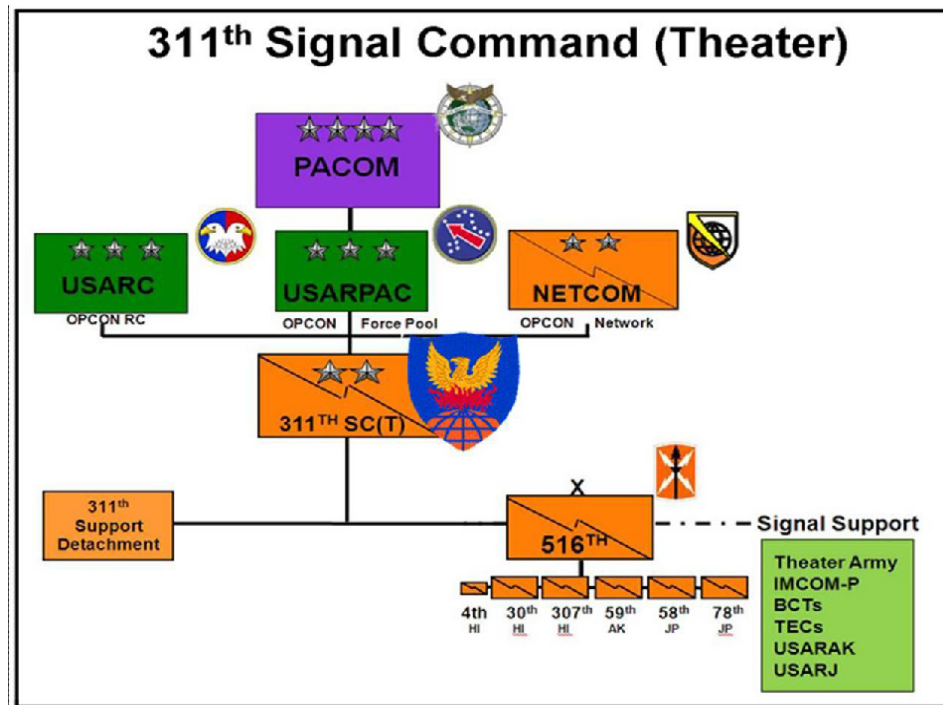 311th Signal Command (Theater)
PACOM
USARC
USARPAC
NETCOM
OPCON RC
OPCON Force Pool
OPCON Network
311TH SC(T)
311th
Support
Detachment
X
516TH
Signal Support
4th 30th 307th 59th 58th 78th
HI HI HI AK JP JP
Theater Army
IMCOM-P
BCTs
TECs
USARAK
USARJ